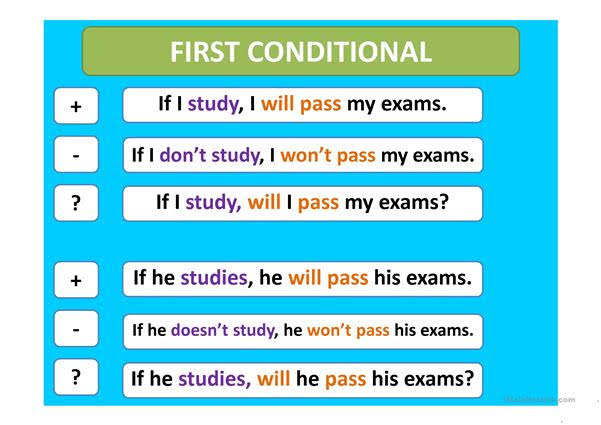 FIRST CONDITIONAL
+ If I study, I will pass my exams.
- If I don't study, I won't pass my exams.
? If I study, will I pass my exams?
+ If he studies, he will pass his exams.
- If he doesn't study, he won't pass his exams.
? If he studies, will he pass his exams?